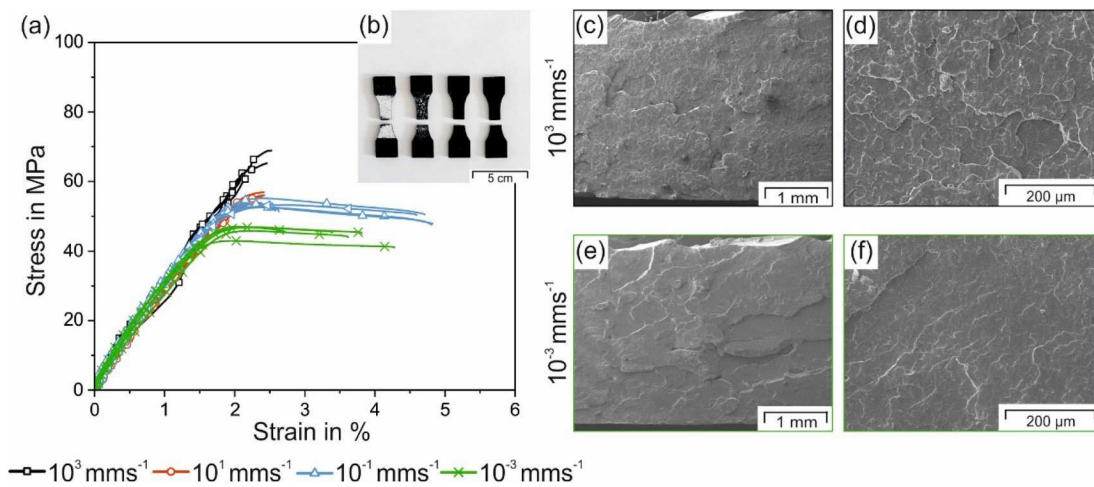 (a)
100
80
60
40
20
0
Stress in MPa
0 1 2 3 4 5 6
Strain in %
(b)
5 cm
10³ mms⁻¹ 10¹ mms⁻¹ 10⁻¹ mms⁻¹ 10⁻³ mms⁻¹
10³ mms⁻¹
(c)
1 mm
(d)
200 µm
10⁻³ mms⁻¹
(e)
1 mm
(f)
200 µm